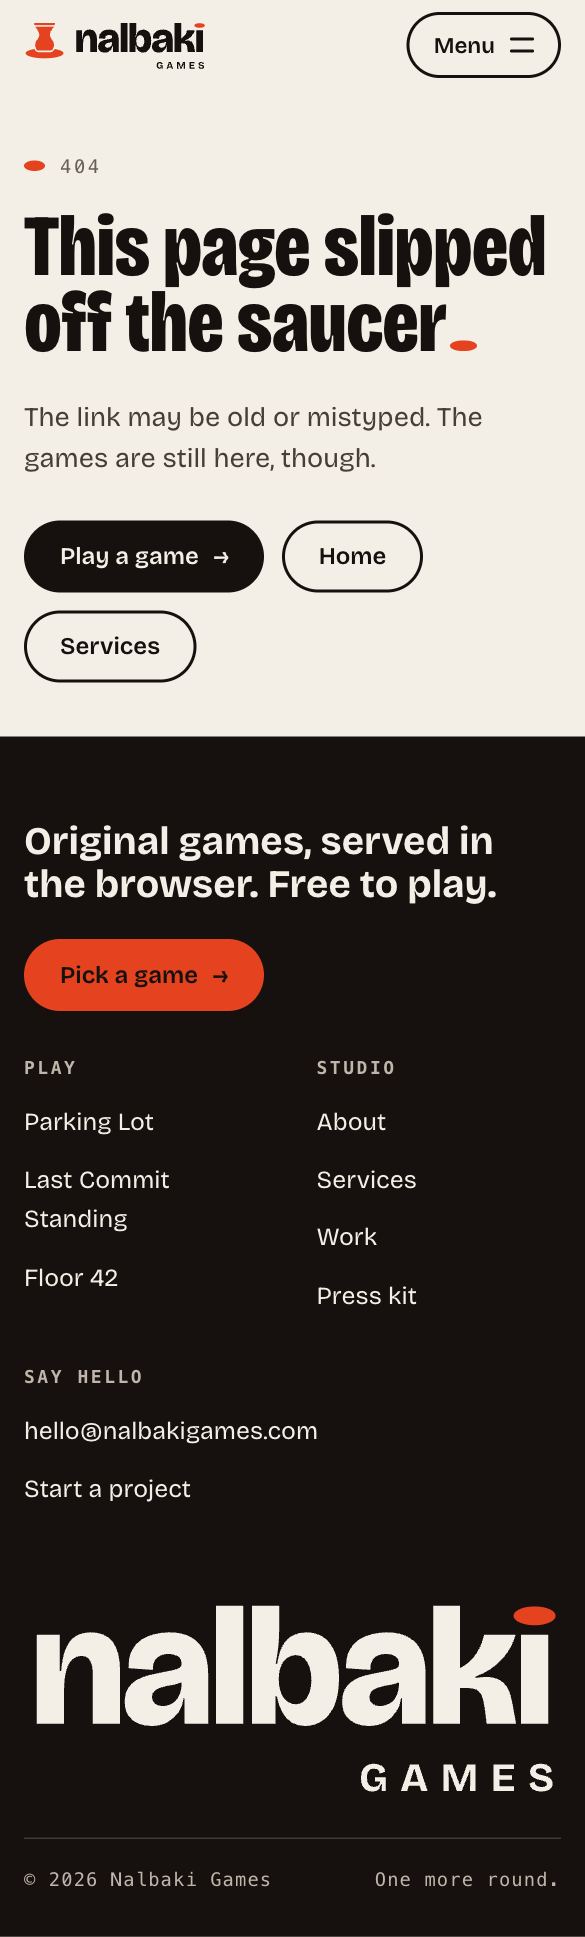 nalbaki
GAMES
Menu
404
This page slipped
off the saucer
The link may be old or mistyped. The
games are still here, though.
Play a game →
Home
Services
Original games, served in
the browser. Free to play.
Pick a game →
PLAY
Parking Lot
Last Commit
Standing
Floor 42
STUDIO
About
Services
Work
Press kit
SAY HELLO
hello@nalbakigames.com
Start a project
nalbaki
GAMES
© 2026 Nalbaki Games
One more round.